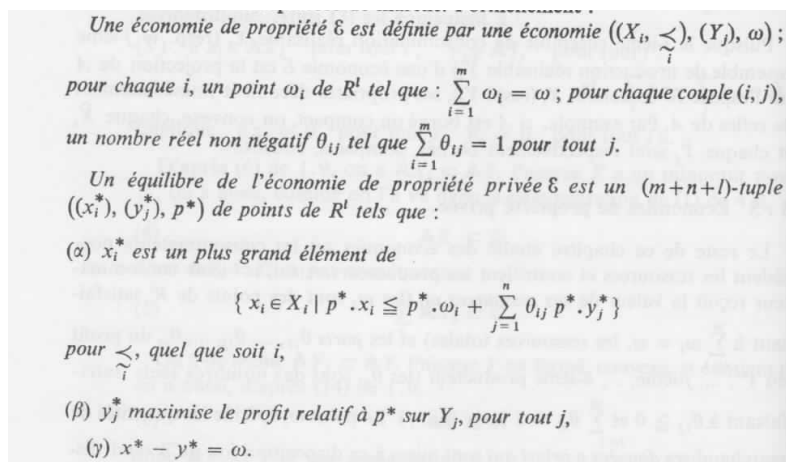 Une économie de propriété ℰ est définie par une économie ((Xᵢ, ≾ᵢ), (Yⱼ), ω) ;
pour chaque i, un point ωᵢ de Rˡ tel que : ∑ᵢ₌₁ᵐ ωᵢ = ω ; pour chaque couple (i, j),
un nombre réel non négatif θᵢⱼ tel que ∑ᵢ₌₁ᵐ θᵢⱼ = 1 pour tout j.
Un équilibre de l'économie de propriété privée ℰ est un (m+n+l)-tuple
((xᵢ*), (yⱼ*), p*) de points de Rˡ tels que :
(α) xᵢ* est un plus grand élément de
{ xᵢ ∈ Xᵢ | p* . xᵢ ≦ p* . ωᵢ + ∑ⱼ₌₁ⁿ θᵢⱼ p* . yⱼ* }
pour ≾ᵢ, quel que soit i,
(β) yⱼ* maximise le profit relatif à p* sur Yⱼ, pour tout j,
(γ) x* − y* = ω.